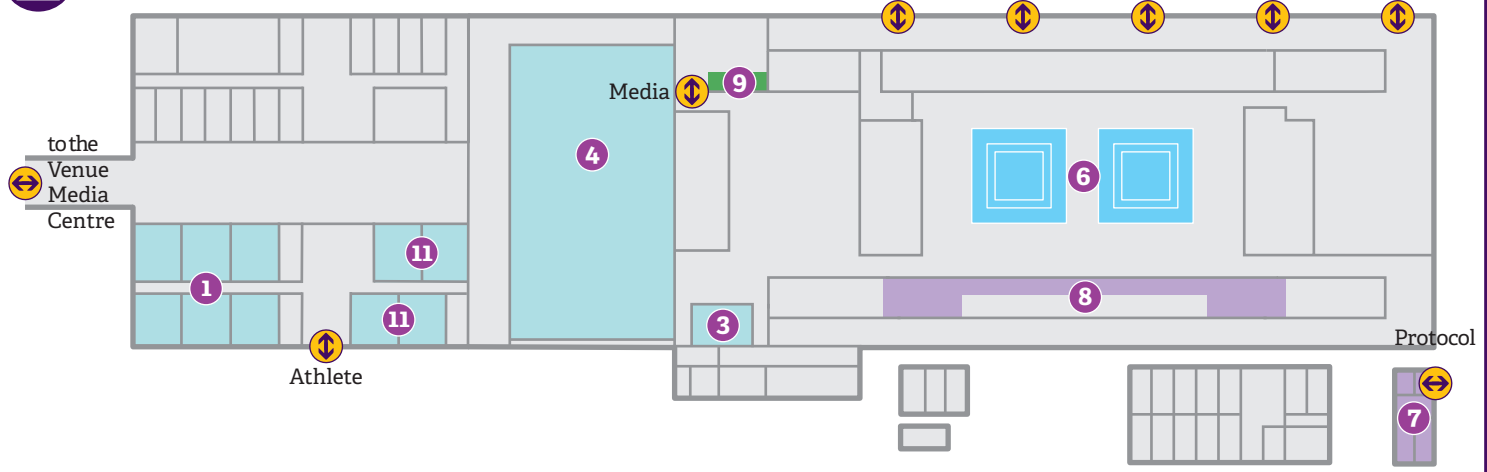 9
Media
to the
Venue
Media
Centre
4
6
11
1
11
8
3
Protocol
Athlete
7